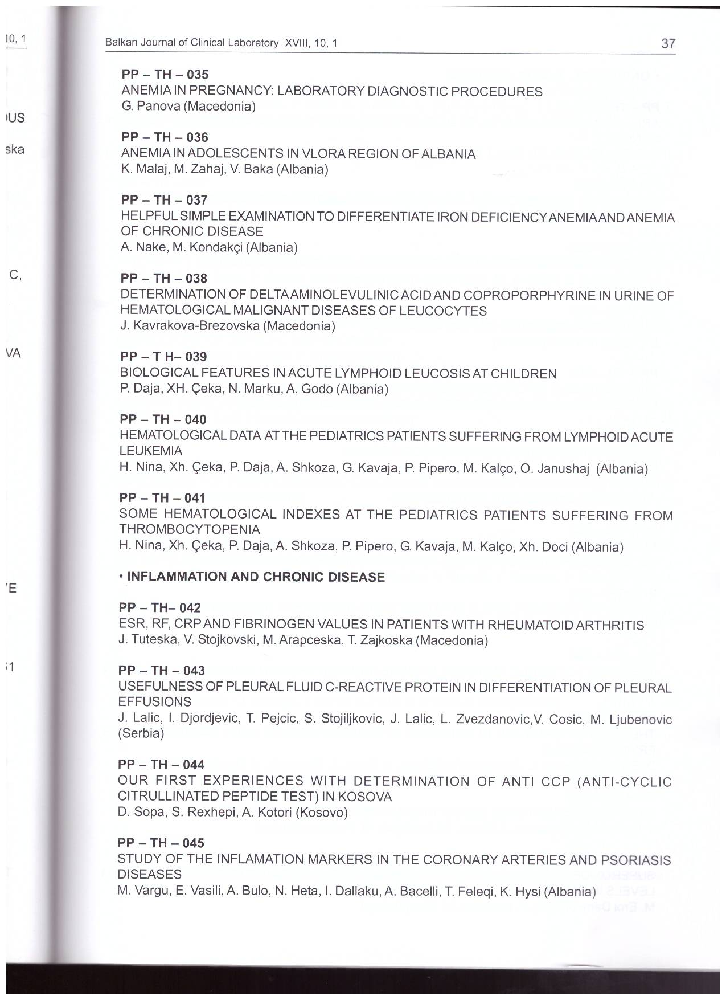 10, 1
US
ska
C,
VA
E
1
Balkan Journal of Clinical Laboratory XVIII, 10, 1 37
PP – TH – 035
ANEMIA IN PREGNANCY: LABORATORY DIAGNOSTIC PROCEDURES
G. Panova (Macedonia)
PP – TH – 036
ANEMIA IN ADOLESCENTS IN VLORA REGION OF ALBANIA
K. Malaj, M. Zahaj, V. Baka (Albania)
PP – TH – 037
HELPFUL SIMPLE EXAMINATION TO DIFFERENTIATE IRON DEFICIENCY ANEMIA AND ANEMIA
OF CHRONIC DISEASE
A. Nake, M. Kondakçi (Albania)
PP – TH – 038
DETERMINATION OF DELTAAMINOLEVULINIC ACID AND COPROPORPHYRINE IN URINE OF
HEMATOLOGICAL MALIGNANT DISEASES OF LEUCOCYTES
J. Kavrakova-Brezovska (Macedonia)
PP – T H– 039
BIOLOGICAL FEATURES IN ACUTE LYMPHOID LEUCOSIS AT CHILDREN
P. Daja, XH. Çeka, N. Marku, A. Godo (Albania)
PP – TH – 040
HEMATOLOGICAL DATA AT THE PEDIATRICS PATIENTS SUFFERING FROM LYMPHOID ACUTE
LEUKEMIA
H. Nina, Xh. Çeka, P. Daja, A. Shkoza, G. Kavaja, P. Pipero, M. Kalço, O. Janushaj (Albania)
PP – TH – 041
SOME HEMATOLOGICAL INDEXES AT THE PEDIATRICS PATIENTS SUFFERING FROM
THROMBOCYTOPENIA
H. Nina, Xh. Çeka, P. Daja, A. Shkoza, P. Pipero, G. Kavaja, M. Kalço, Xh. Doci (Albania)
• INFLAMMATION AND CHRONIC DISEASE
PP – TH– 042
ESR, RF, CRP AND FIBRINOGEN VALUES IN PATIENTS WITH RHEUMATOID ARTHRITIS
J. Tuteska, V. Stojkovski, M. Arapceska, T. Zajkoska (Macedonia)
PP – TH – 043
USEFULNESS OF PLEURAL FLUID C-REACTIVE PROTEIN IN DIFFERENTIATION OF PLEURAL
EFFUSIONS
J. Lalic, I. Djordjevic, T. Pejcic, S. Stojiljkovic, J. Lalic, L. Zvezdanovic,V. Cosic, M. Ljubenovic
(Serbia)
PP – TH – 044
OUR FIRST EXPERIENCES WITH DETERMINATION OF ANTI CCP (ANTI-CYCLIC
CITRULLINATED PEPTIDE TEST) IN KOSOVA
D. Sopa, S. Rexhepi, A. Kotori (Kosovo)
PP – TH – 045
STUDY OF THE INFLAMATION MARKERS IN THE CORONARY ARTERIES AND PSORIASIS
DISEASES
M. Vargu, E. Vasili, A. Bulo, N. Heta, I. Dallaku, A. Bacelli, T. Feleqi, K. Hysi (Albania)